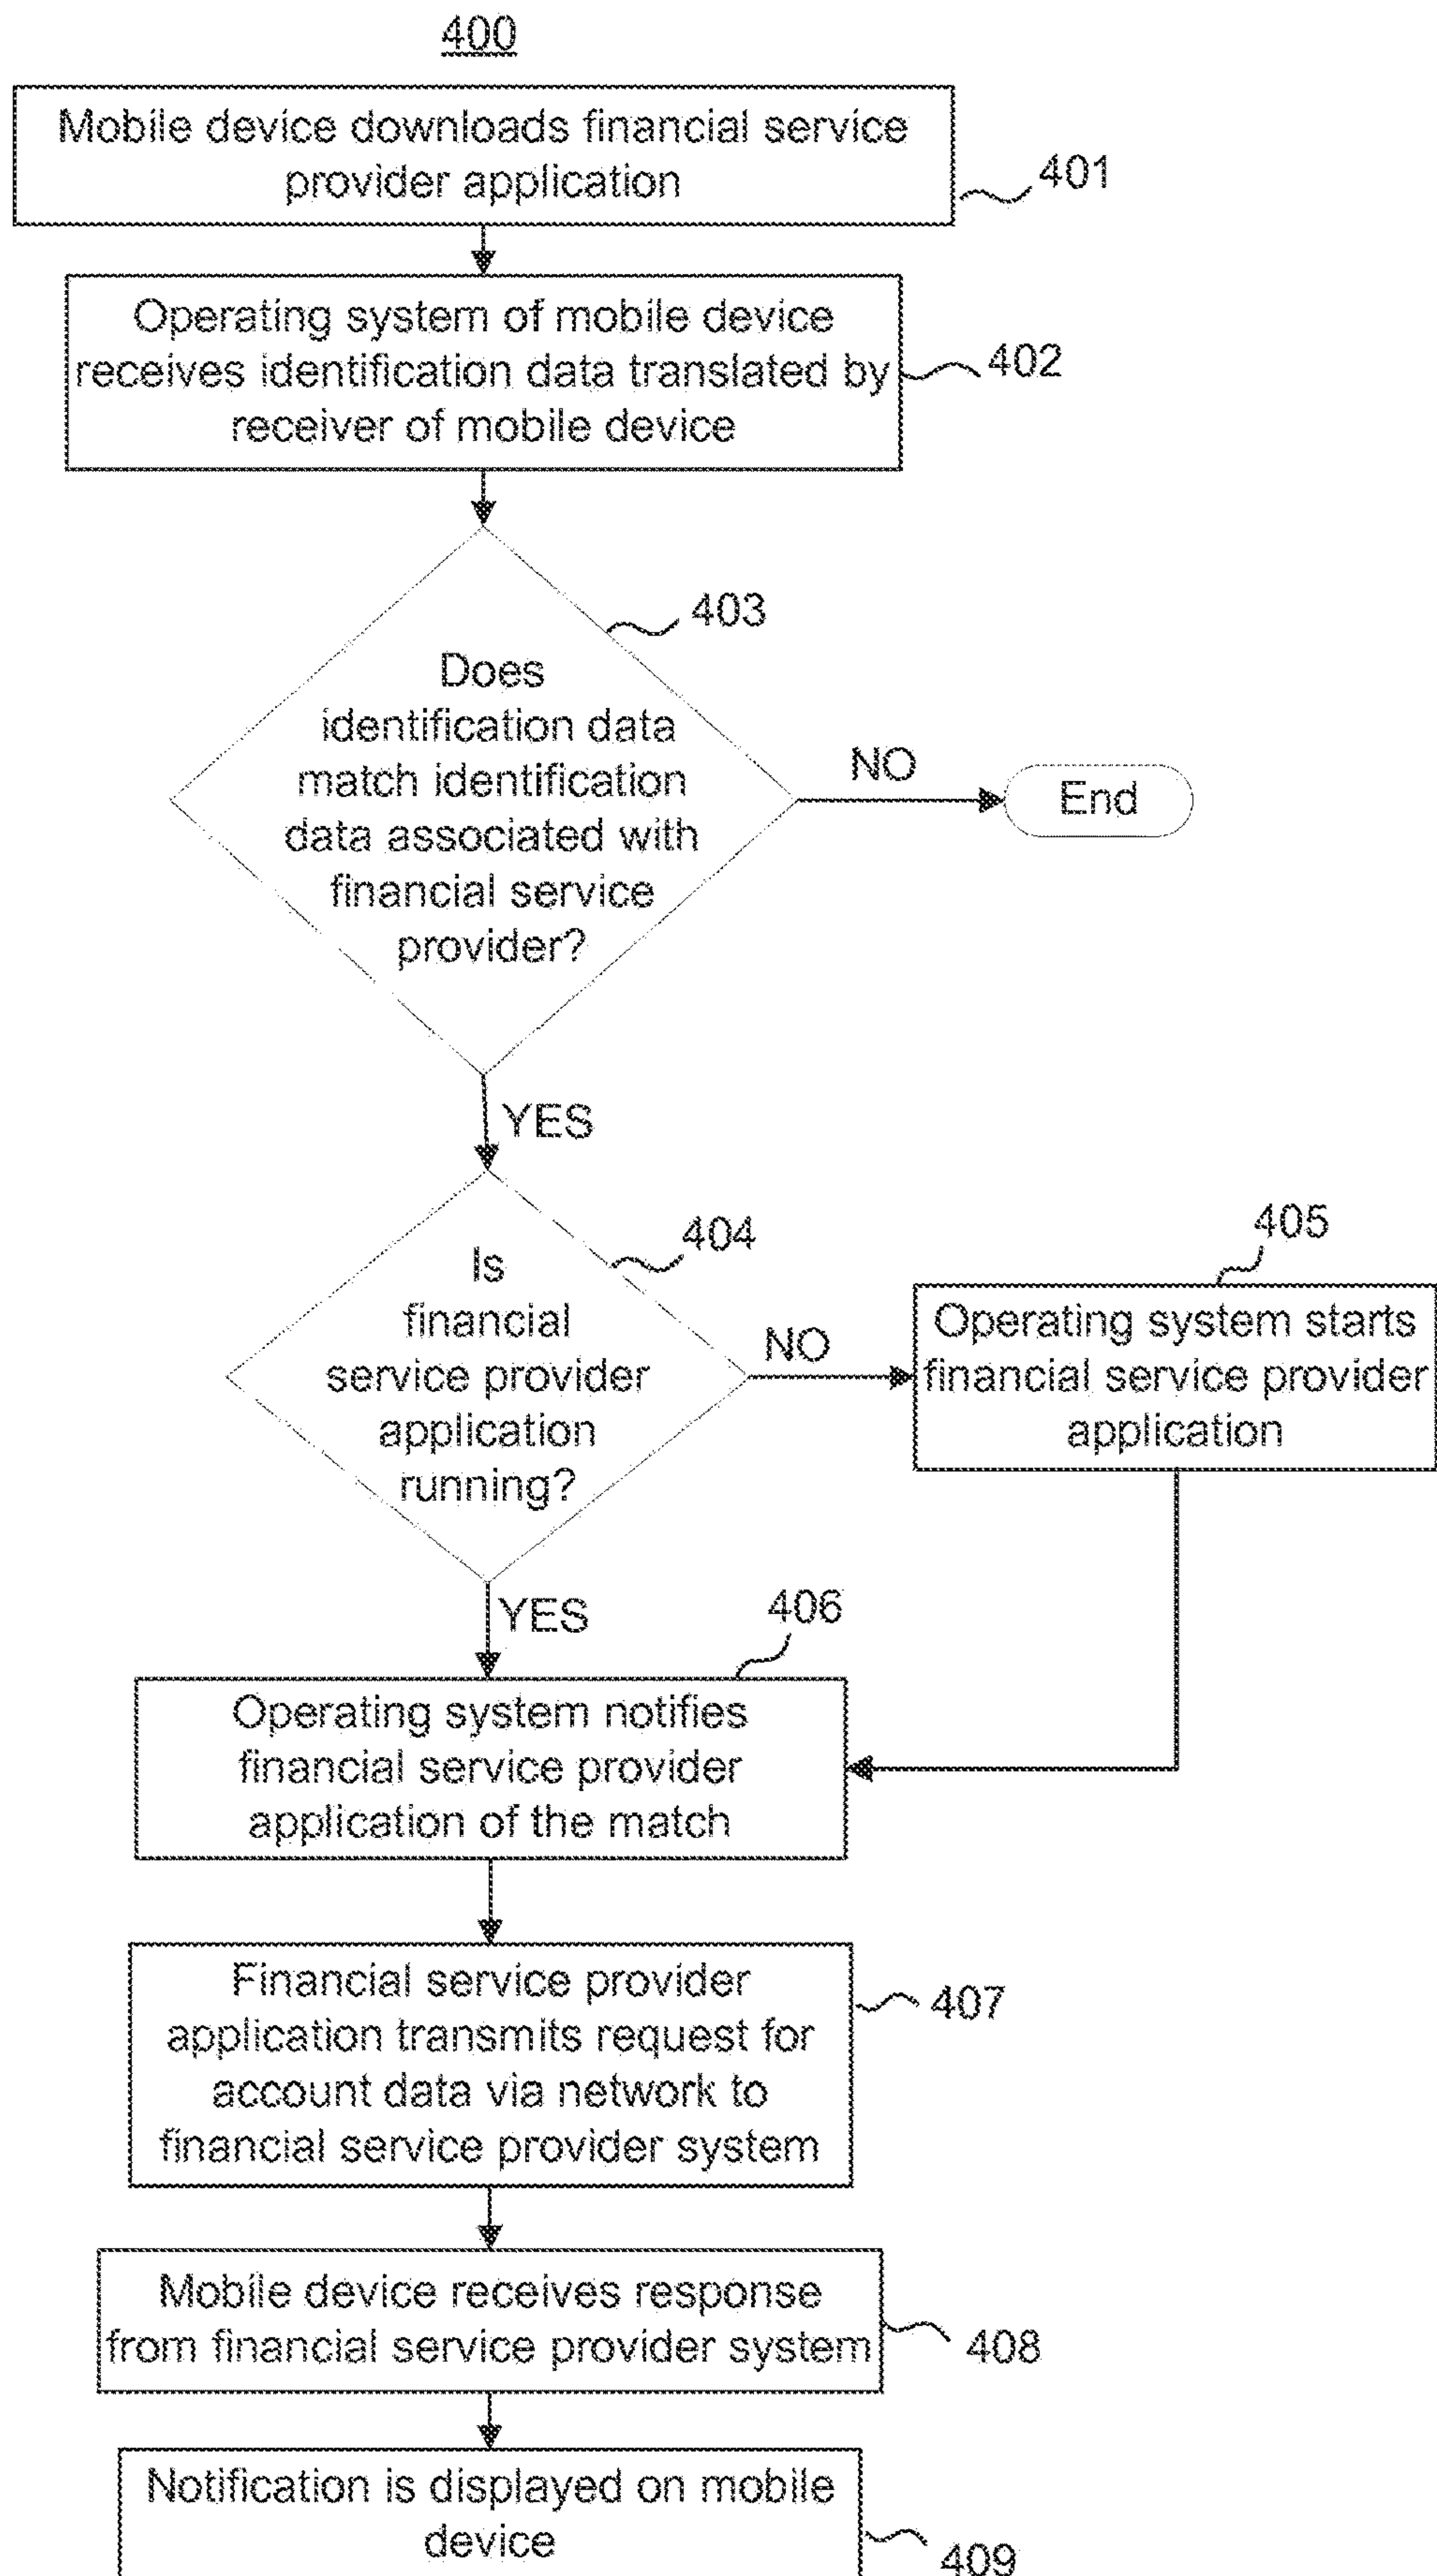 400
Mobile device downloads financial service
provider application
401
Operating system of mobile device
receives identification data translated by
receiver of mobile device
402
403
Does
identification data
match identification
data associated with
financial service
provider?
NO
End
YES
404
Is
financial
service provider
application
running?
NO
405
Operating system starts
financial service provider
application
YES
406
Operating system notifies
financial service provider
application of the match
Financial service provider
application transmits request for
account data via network to
financial service provider system
407
Mobile device receives response
from financial service provider system
408
Notification is displayed on mobile
device
409